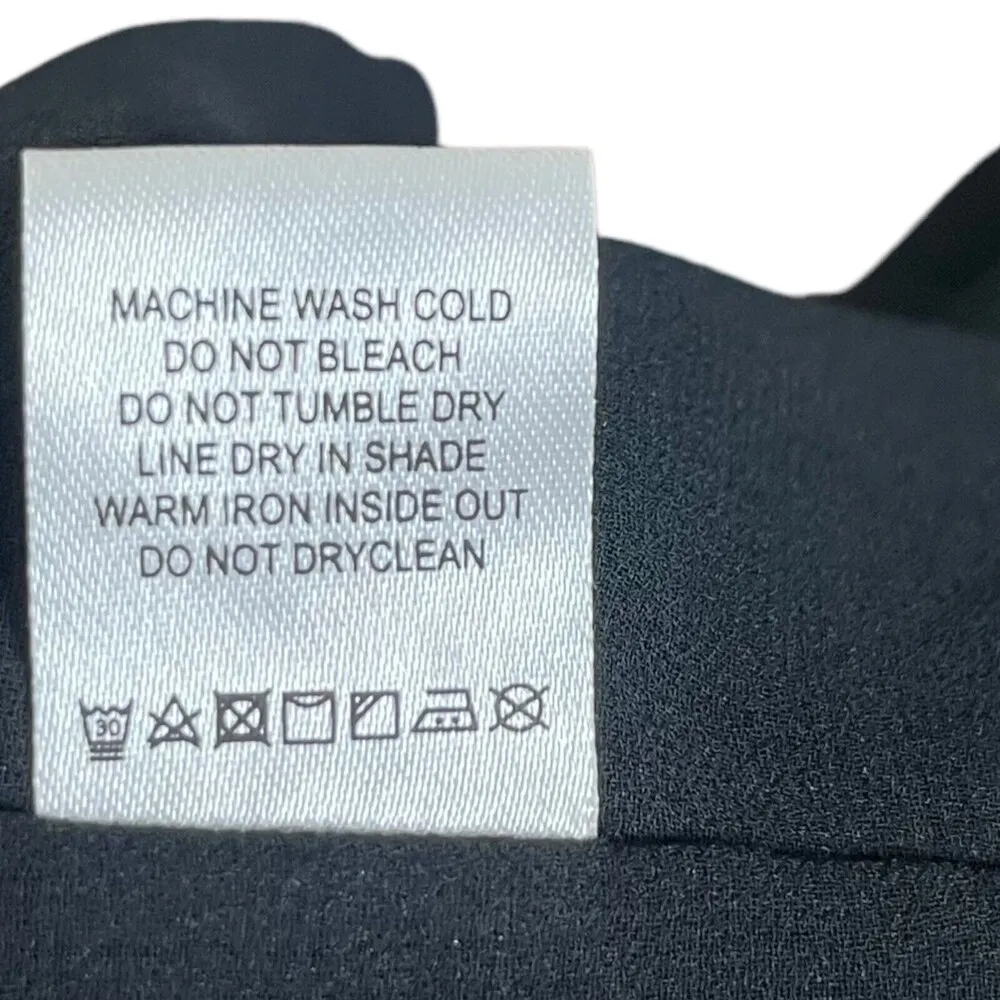 MACHINE WASH COLD
DO NOT BLEACH
DO NOT TUMBLE DRY
LINE DRY IN SHADE
WARM IRON INSIDE OUT
DO NOT DRYCLEAN
30